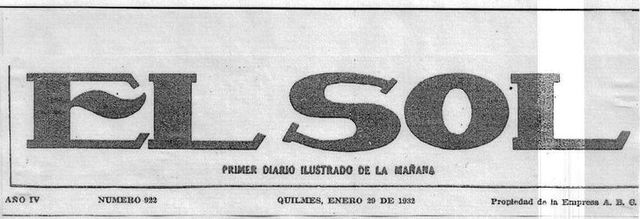 EL SOL
PRIMER DIARIO ILUSTRADO DE LA MAÑANA
AÑO IV NUMERO 922 QUILMES, ENERO 29 DE 1932 Propiedad de la Empresa A. B. C.